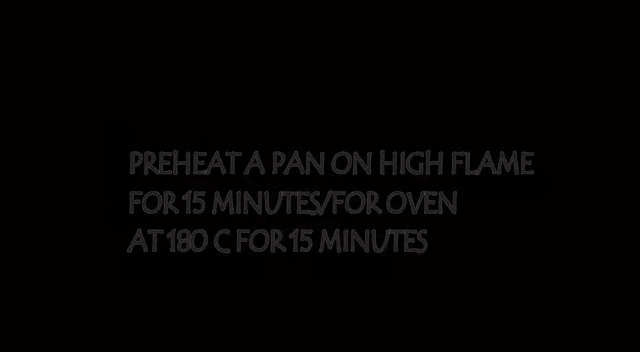 PREHEAT A PAN ON HIGH FLAME
FOR 15 MINUTES/FOR OVEN
AT 180 C FOR 15 MINUTES